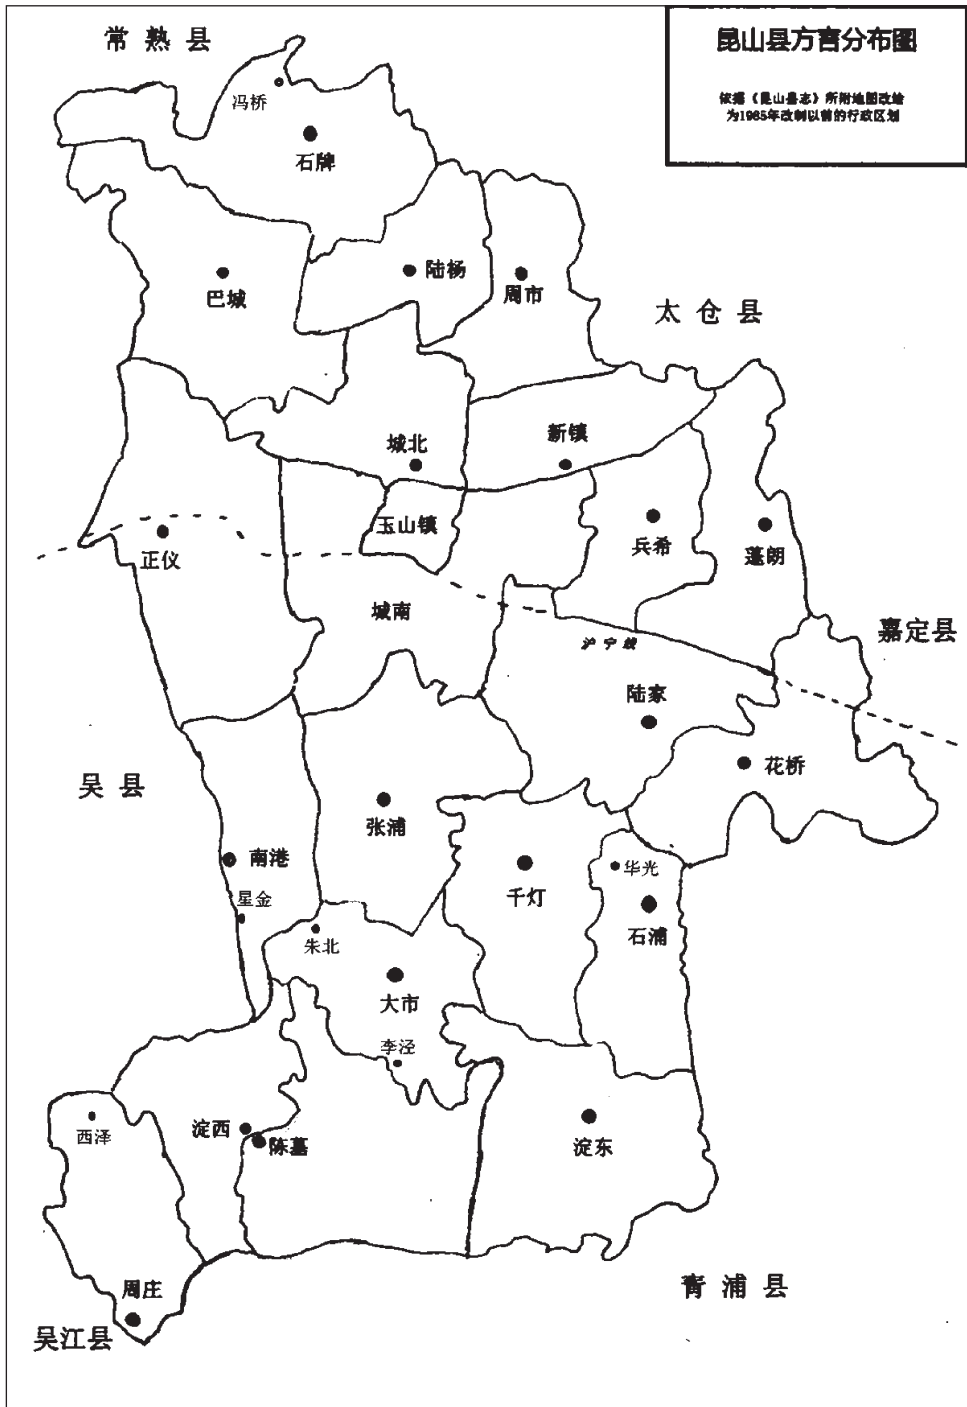 常熟县
昆山县方言分布图
依据《昆山县志》所附地图改绘
为1985年改制以前的行政区划
冯桥
石牌
陆杨
巴城
周市
太仓县
新镇
城北
玉山镇
兵希
蓬朗
正仪
城南
嘉定县
沪宁线
陆家
花桥
吴县
张浦
南港
华光
星金
千灯
石浦
朱北
大市
李泾
西泽
淀西
陈墓
淀东
周庄
青浦县
吴江县